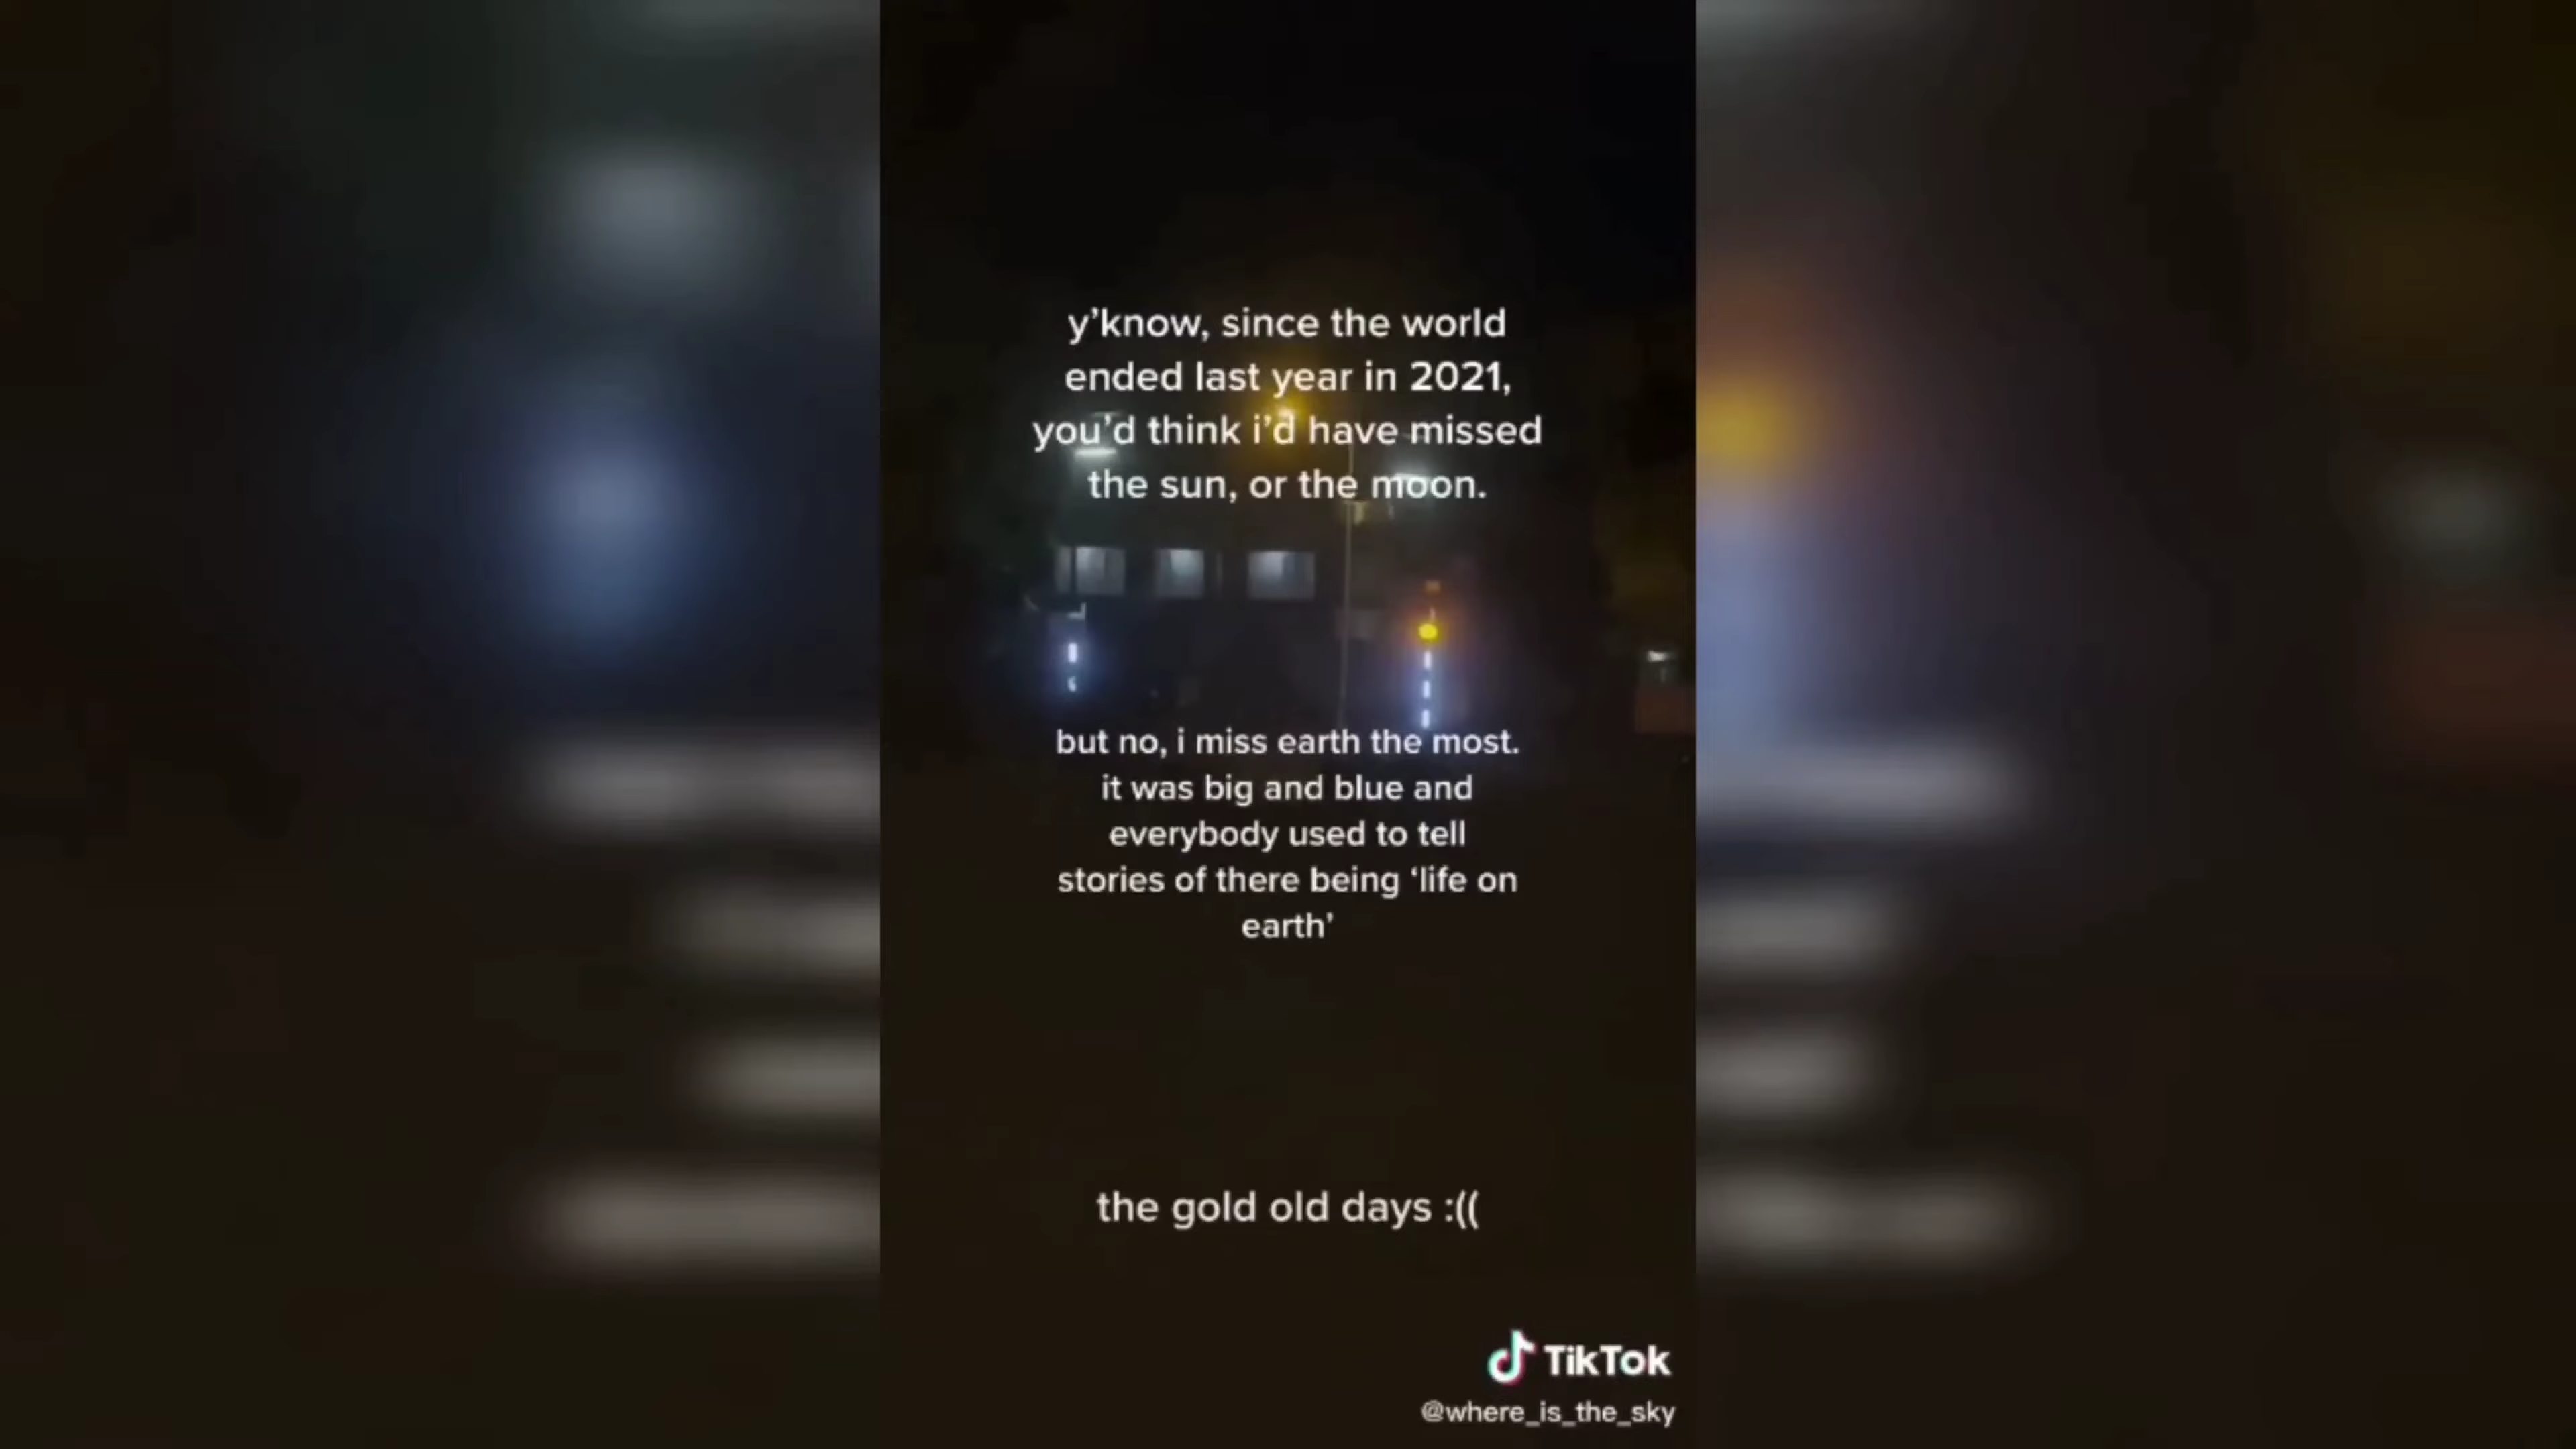 y’know, since the world
ended last year in 2021,
you’d think i’d have missed
the sun, or the moon.
but no, i miss earth the most.
it was big and blue and
everybody used to tell
stories of there being ‘life on
earth’
the gold old days :((
TikTok
@where_is_the_sky